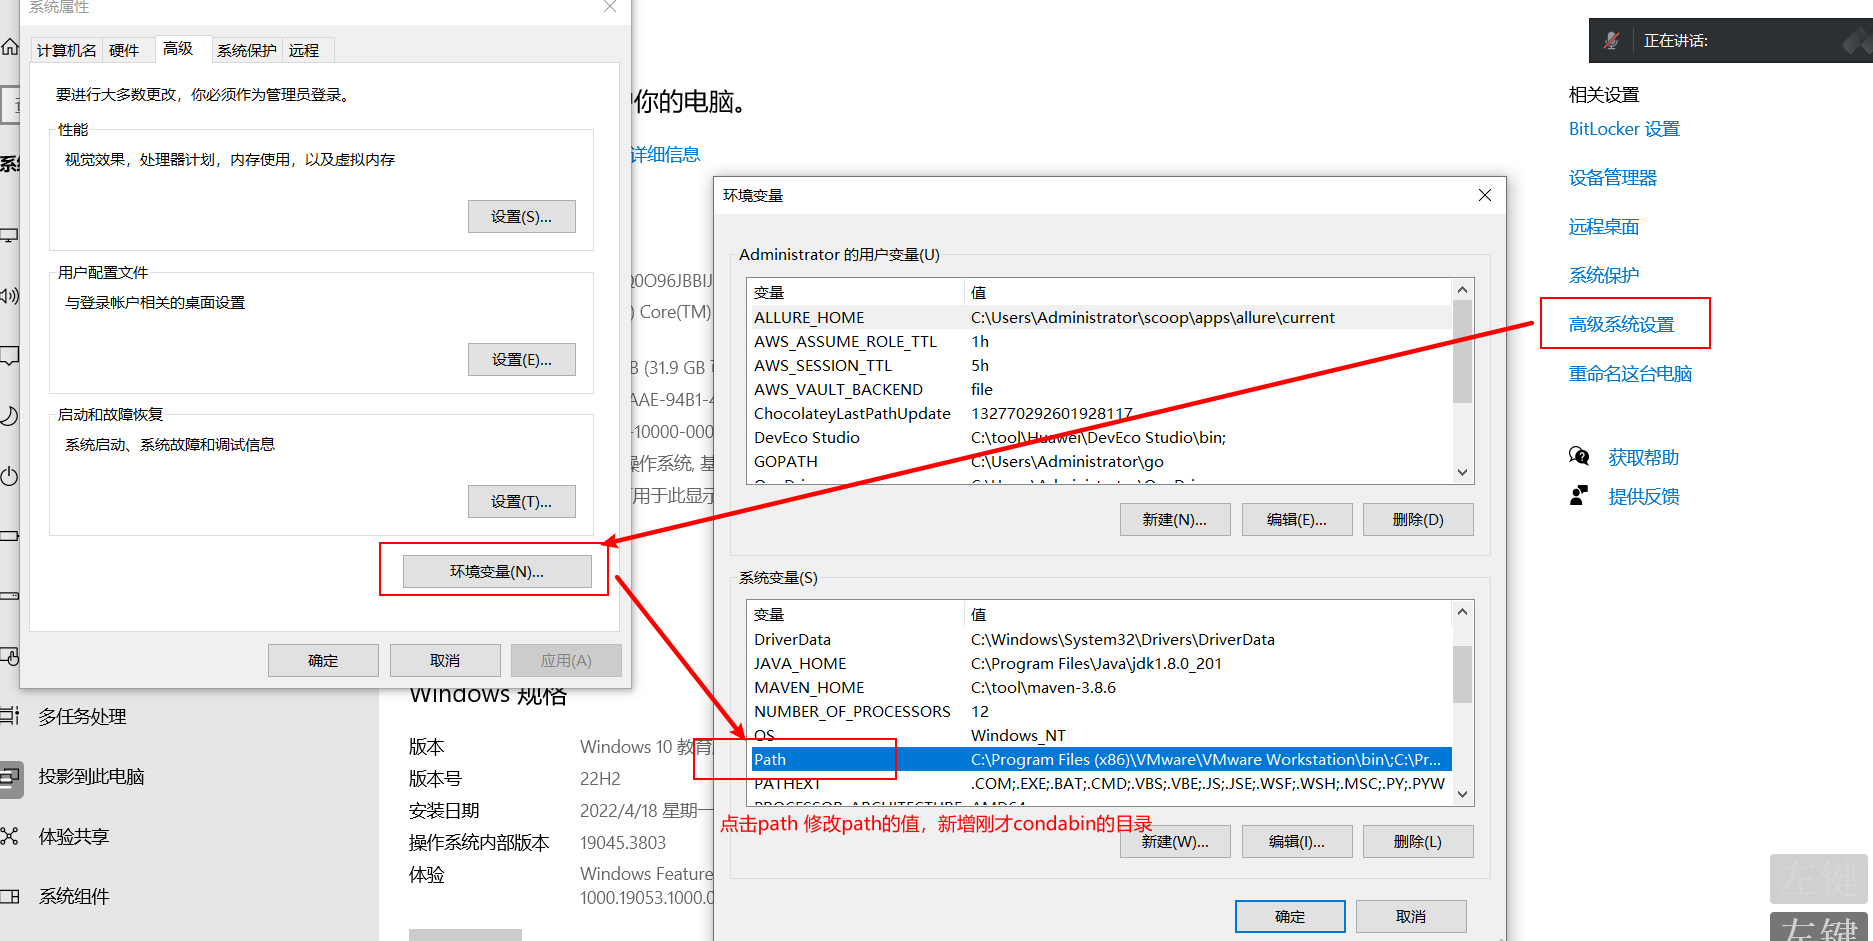 系统属性
计算机名
硬件
高级
系统保护
远程
要进行大多数更改，你必须作为管理员登录。
性能
视觉效果，处理器计划，内存使用，以及虚拟内存
设置(S)...
用户配置文件
与登录帐户相关的桌面设置
设置(E)...
启动和故障恢复
系统启动、系统故障和调试信息
设置(T)...
环境变量(N)...
确定
取消
应用(A)
多任务处理
投影到此电脑
体验共享
系统组件
你的电脑。
详细信息
Core(TM)
(31.9 GB
操作系统, 基
用于此显示
Windows 规格
版本
Windows 10 教育
版本号
22H2
安装日期
2022/4/18 星期一
操作系统内部版本
19045.3803
体验
Windows Feature
1000.19053.1000.0
环境变量
Administrator 的用户变量(U)
变量 值
ALLURE_HOME C:\Users\Administrator\scoop\apps\allure\current
AWS_ASSUME_ROLE_TTL 1h
AWS_SESSION_TTL 5h
AWS_VAULT_BACKEND file
ChocolateyLastPathUpdate 132770292601928117
DevEco Studio C:\tool\Huawei\DevEco Studio\bin;
GOPATH C:\Users\Administrator\go
新建(N)...
编辑(E)...
删除(D)
系统变量(S)
变量 值
DriverData C:\Windows\System32\Drivers\DriverData
JAVA_HOME C:\Program Files\Java\jdk1.8.0_201
MAVEN_HOME C:\tool\maven-3.8.6
NUMBER_OF_PROCESSORS 12
OS Windows_NT
Path C:\Program Files (x86)\VMware\VMware Workstation\bin\;C:\Pr...
PATHEXT .COM;.EXE;.BAT;.CMD;.VBS;.VBE;.JS;.JSE;.WSF;.WSH;.MSC;.PY;.PYW
PROCESSOR_ARCHITECTURE AMD64
点击path 修改path的值，新增刚才condabin的目录
新建(W)...
编辑(I)...
删除(L)
确定
取消
正在讲话:
相关设置
BitLocker 设置
设备管理器
远程桌面
系统保护
高级系统设置
重命名这台电脑
获取帮助
提供反馈
左键
左键